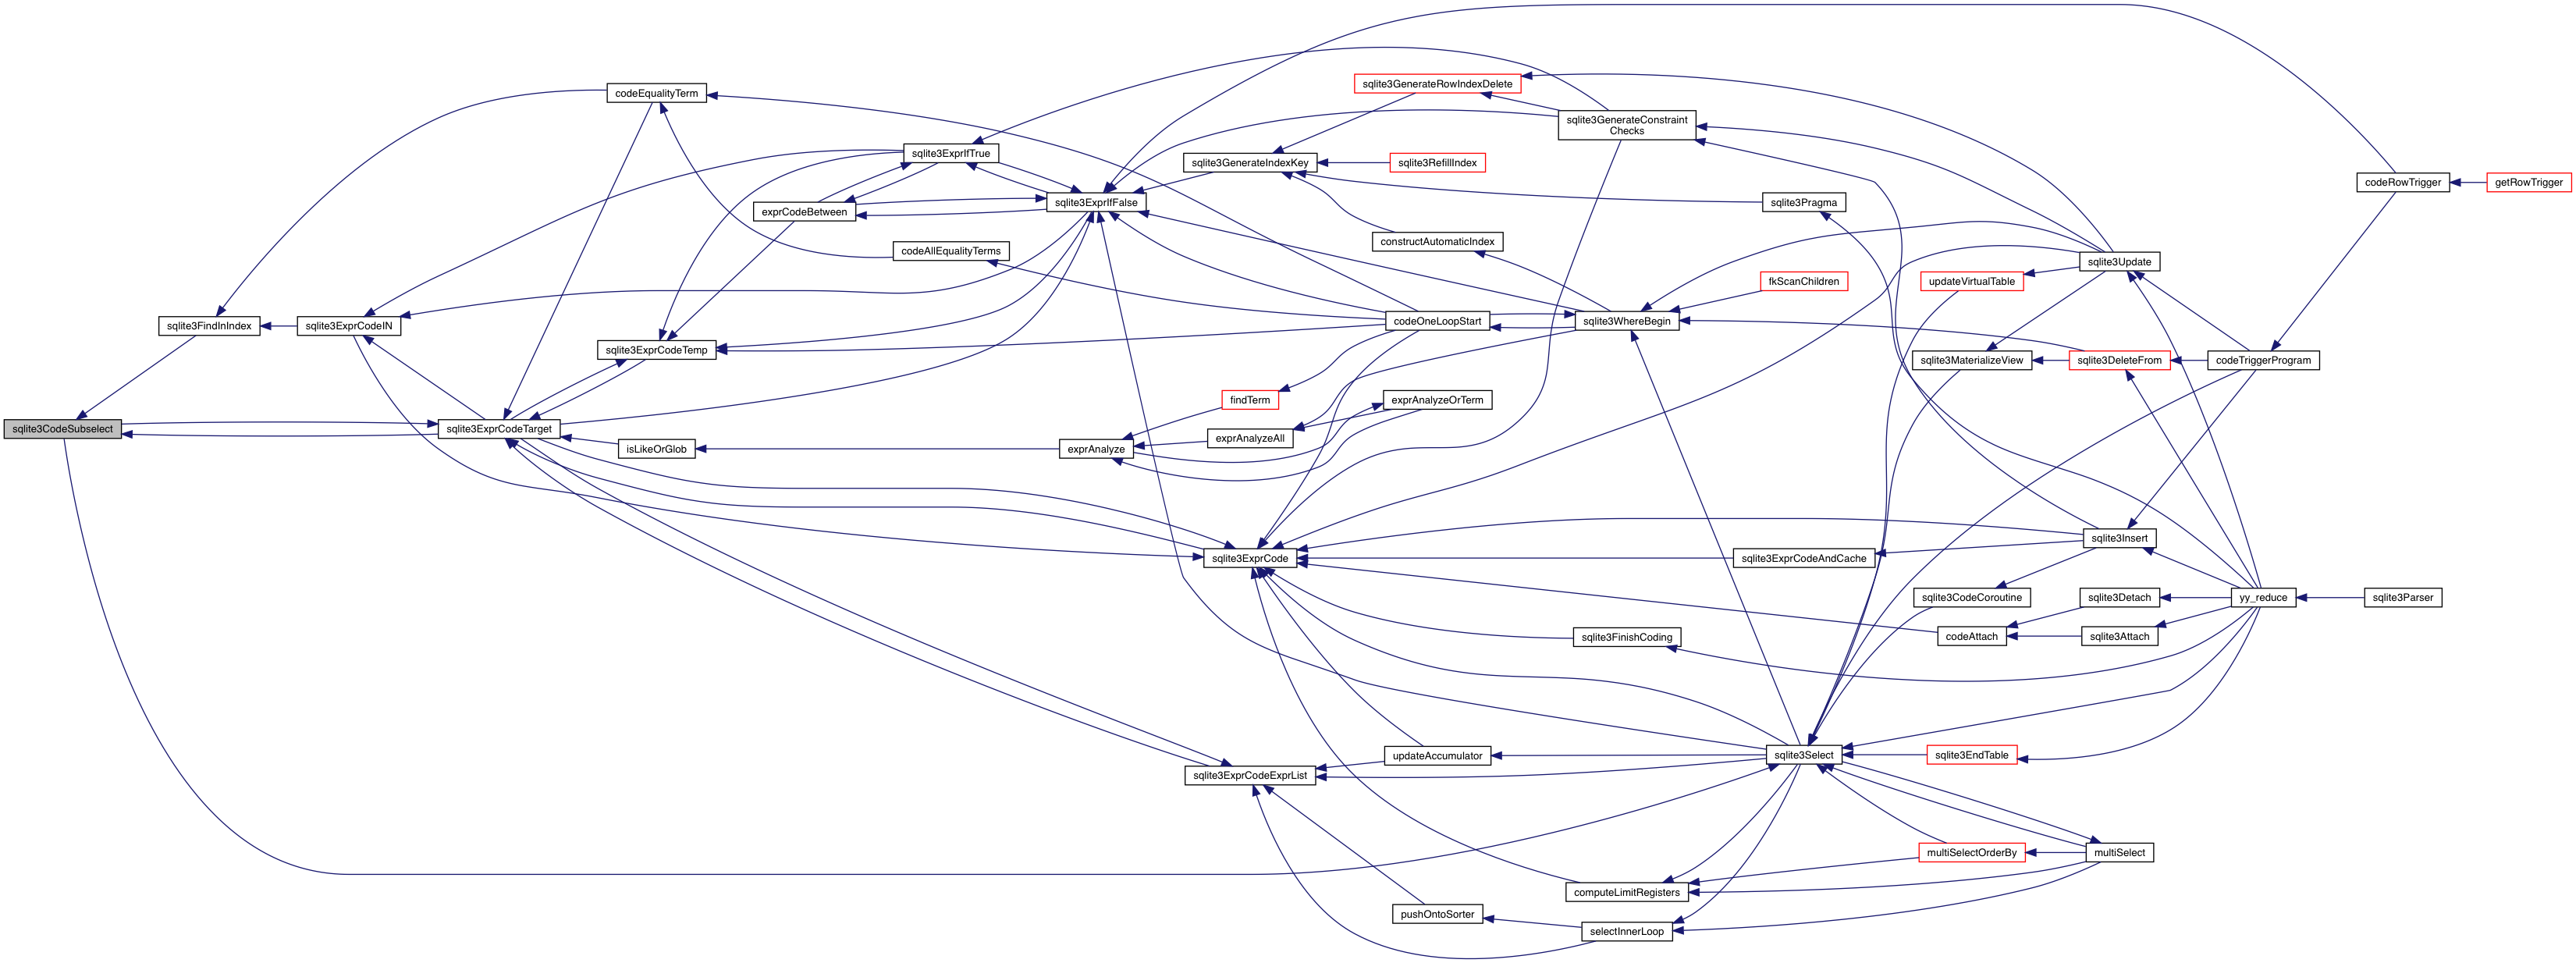 sqlite3CodeSubselect
sqlite3FindInIndex
sqlite3ExprCodeIN
sqlite3ExprCodeTarget
codeEqualityTerm
sqlite3ExprCodeTemp
isLikeOrGlob
exprCodeBetween
sqlite3ExprIfTrue
codeAllEqualityTerms
sqlite3ExprIfFalse
exprAnalyze
sqlite3GenerateIndexKey
findTerm
exprAnalyzeAll
sqlite3ExprCode
sqlite3ExprCodeExprList
sqlite3GenerateRowIndexDelete
sqlite3RefillIndex
constructAutomaticIndex
codeOneLoopStart
exprAnalyzeOrTerm
updateAccumulator
pushOntoSorter
sqlite3GenerateConstraint
Checks
sqlite3WhereBegin
sqlite3FinishCoding
computeLimitRegisters
selectInnerLoop
sqlite3Pragma
fkScanChildren
sqlite3ExprCodeAndCache
sqlite3Select
updateVirtualTable
sqlite3MaterializeView
sqlite3CodeCoroutine
codeAttach
sqlite3EndTable
multiSelectOrderBy
sqlite3Update
sqlite3DeleteFrom
sqlite3Insert
sqlite3Detach
sqlite3Attach
multiSelect
codeTriggerProgram
yy_reduce
codeRowTrigger
sqlite3Parser
getRowTrigger